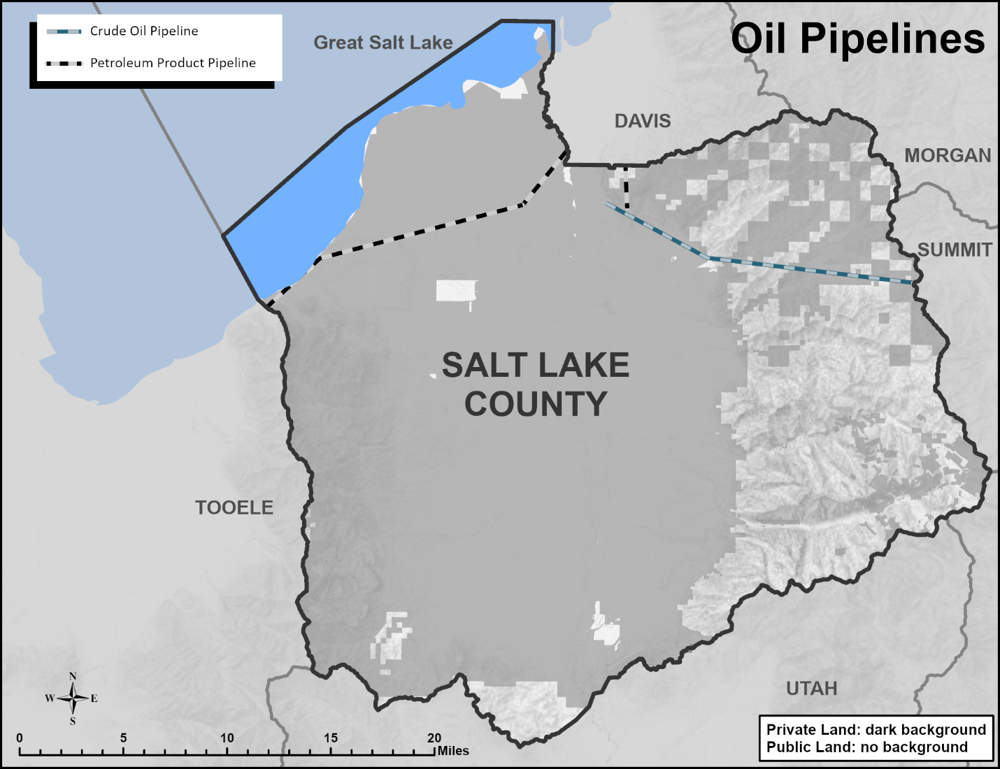 Crude Oil Pipeline
Petroleum Product Pipeline
Great Salt Lake
Oil Pipelines
DAVIS
MORGAN
SUMMIT
SALT LAKE
COUNTY
TOOELE
UTAH
N
W E
S
0 5 10 15 20
Miles
Private Land: dark background
Public Land: no background